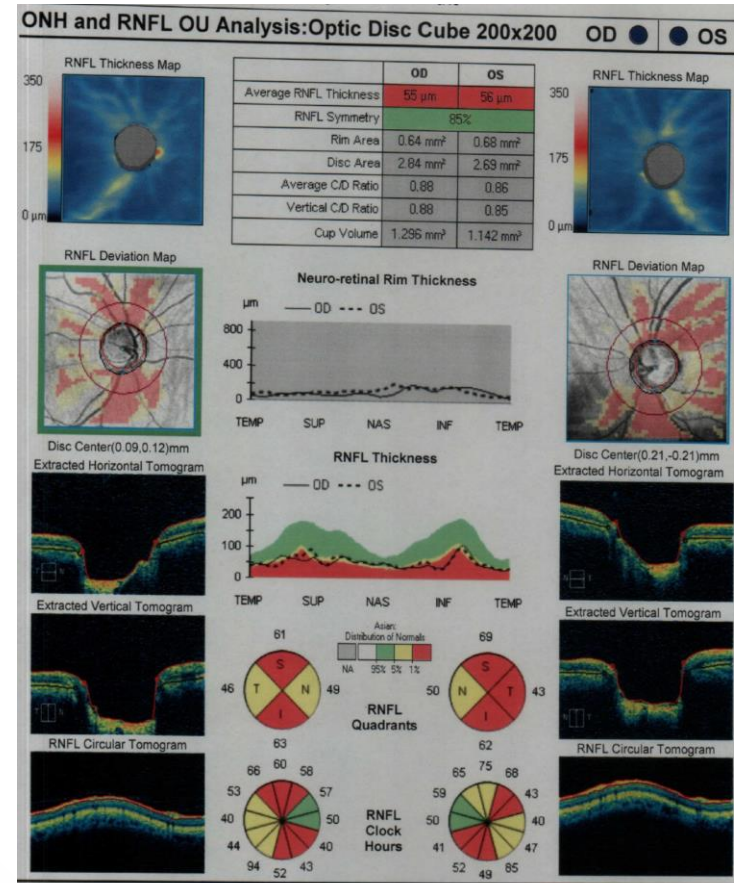 ONH and RNFL OU Analysis:Optic Disc Cube 200x200 OD OS
RNFL Thickness Map
350
175
0 µm
OD OS
Average RNFL Thickness 55 µm 56 µm
RNFL Symmetry 85%
Rim Area 0.64 mm² 0.68 mm²
Disc Area 2.84 mm² 2.69 mm²
Average C/D Ratio 0.88 0.86
Vertical C/D Ratio 0.88 0.85
Cup Volume 1.296 mm³ 1.142 mm³
RNFL Thickness Map
350
175
0 µm
RNFL Deviation Map
Disc Center(0.09,0.12)mm
Neuro-retinal Rim Thickness
µm OD OS
800
400
0
TEMP SUP NAS INF TEMP
RNFL Deviation Map
Disc Center(0.21,-0.21)mm
Extracted Horizontal Tomogram
T N
RNFL Thickness
µm OD OS
200
100
0
TEMP SUP NAS INF TEMP
Extracted Horizontal Tomogram
N T
Extracted Vertical Tomogram
T N
Asian:
Distribution of Normals
NA 95% 5% 1%
61
46 T S N I 49
63
RNFL
Quadrants
69
50 N S T I 43
62
Extracted Vertical Tomogram
N T
RNFL Circular Tomogram
60
66 58
53 57
40 50
44 40
94 43
52
RNFL
Clock
Hours
75
65 68
59 43
50 40
41 47
52 85
49
RNFL Circular Tomogram